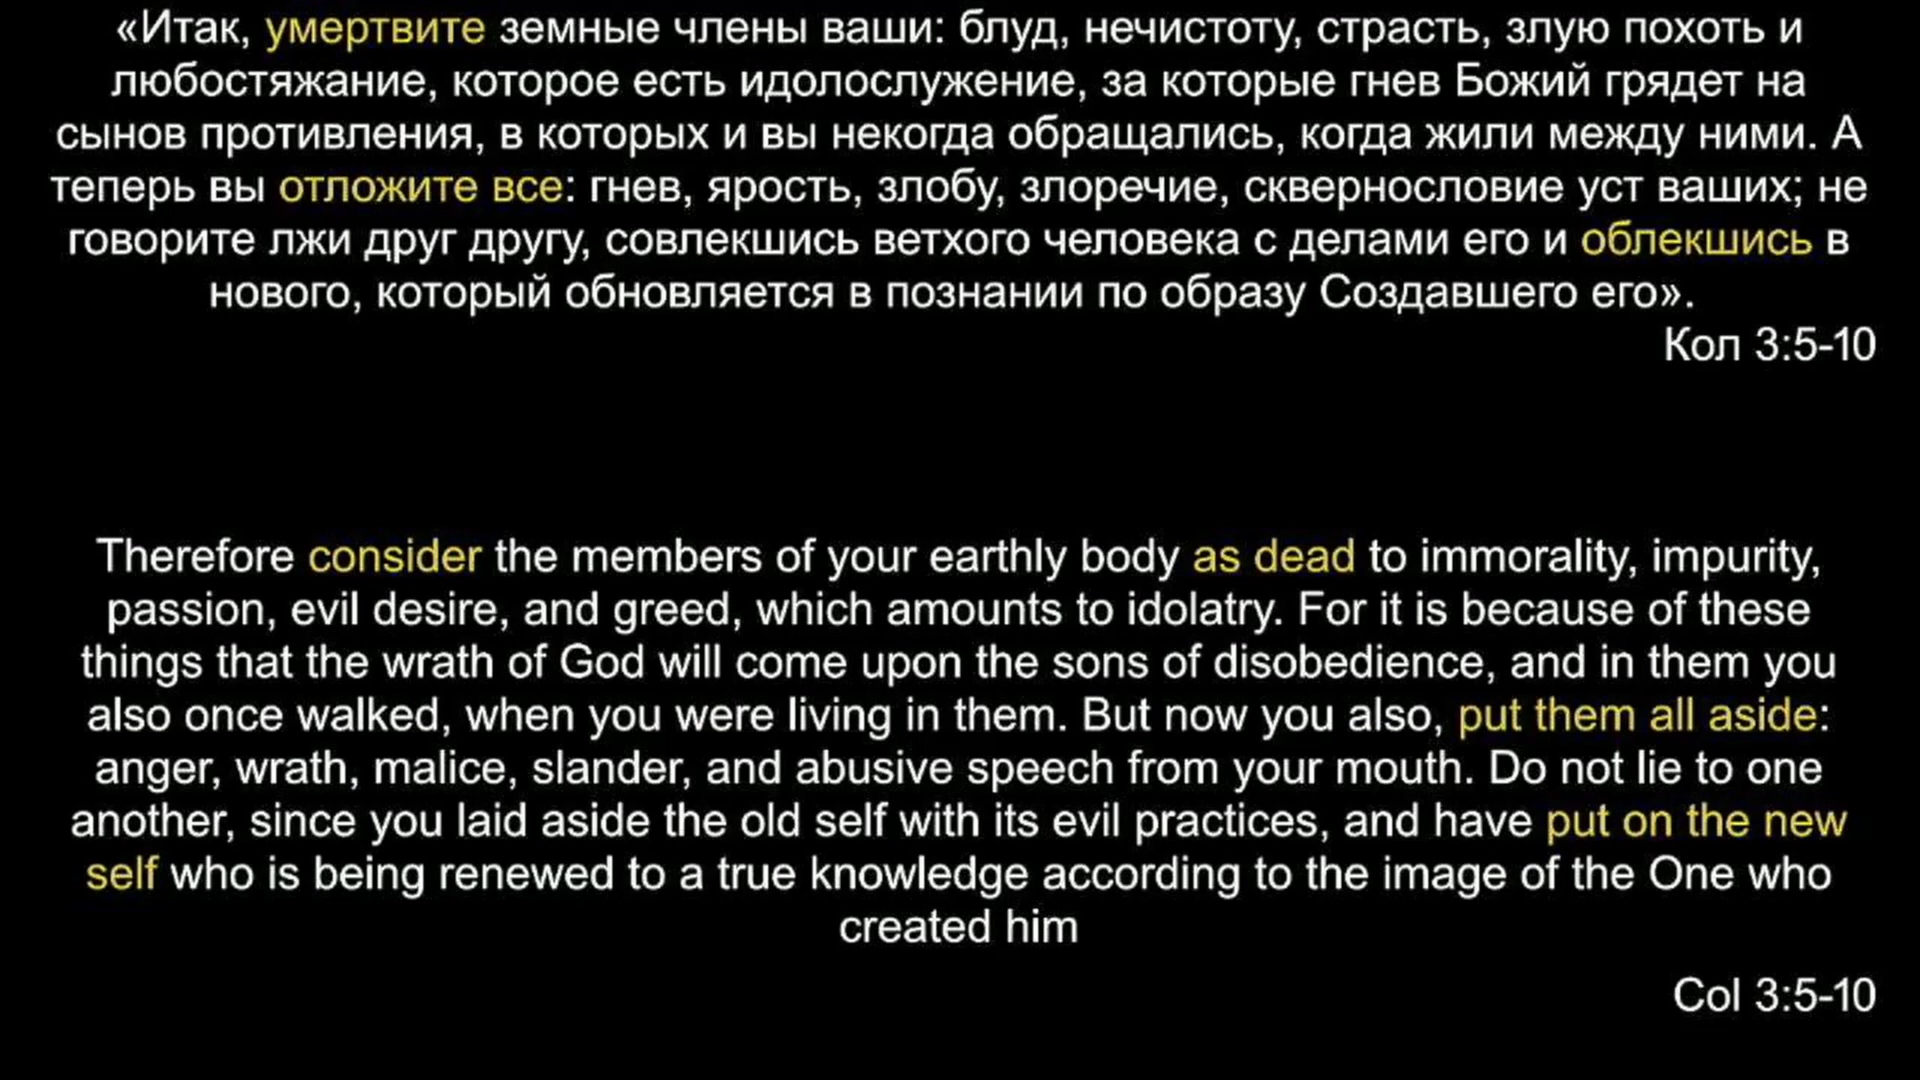 «Итак, умертвите земные члены ваши: блуд, нечистоту, страсть, злую похоть и
любостяжание, которое есть идолослужение, за которые гнев Божий грядет на
сынов противления, в которых и вы некогда обращались, когда жили между ними. А
теперь вы отложите все: гнев, ярость, злобу, злоречие, сквернословие уст ваших; не
говорите лжи друг другу, совлекшись ветхого человека с делами его и облекшись в
нового, который обновляется в познании по образу Создавшего его».
Кол 3:5-10
Therefore consider the members of your earthly body as dead to immorality, impurity,
passion, evil desire, and greed, which amounts to idolatry. For it is because of these
things that the wrath of God will come upon the sons of disobedience, and in them you
also once walked, when you were living in them. But now you also, put them all aside:
anger, wrath, malice, slander, and abusive speech from your mouth. Do not lie to one
another, since you laid aside the old self with its evil practices, and have put on the new
self who is being renewed to a true knowledge according to the image of the One who
created him
Col 3:5-10